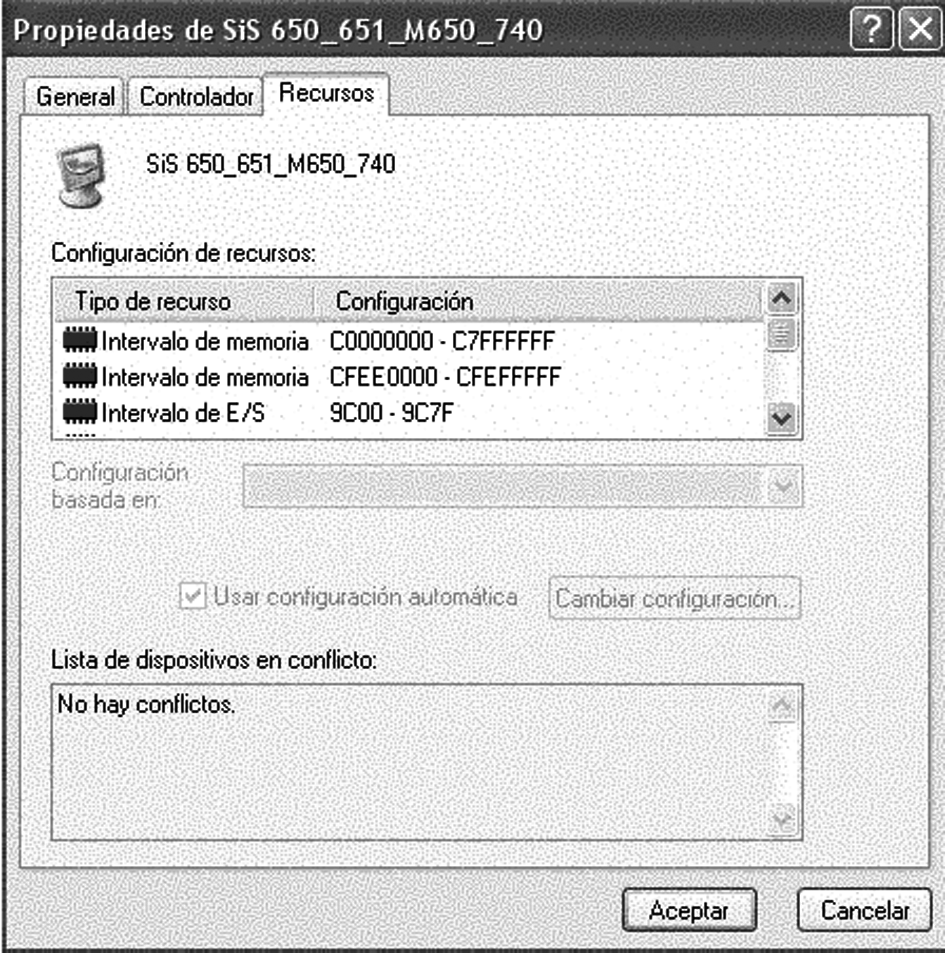 Propiedades de SiS 650_651_M650_740
General Controlador Recursos
SiS 650_651_M650_740
Configuración de recursos:
Tipo de recurso Configuración
Intervalo de memoria C0000000 - C7FFFFFF
Intervalo de memoria CFEE0000 - CFEFFFFF
Intervalo de E/S 9C00 - 9C7F
Configuración
basada en:
Usar configuración automática Cambiar configuración...
Lista de dispositivos en conflicto:
No hay conflictos.
Aceptar Cancelar